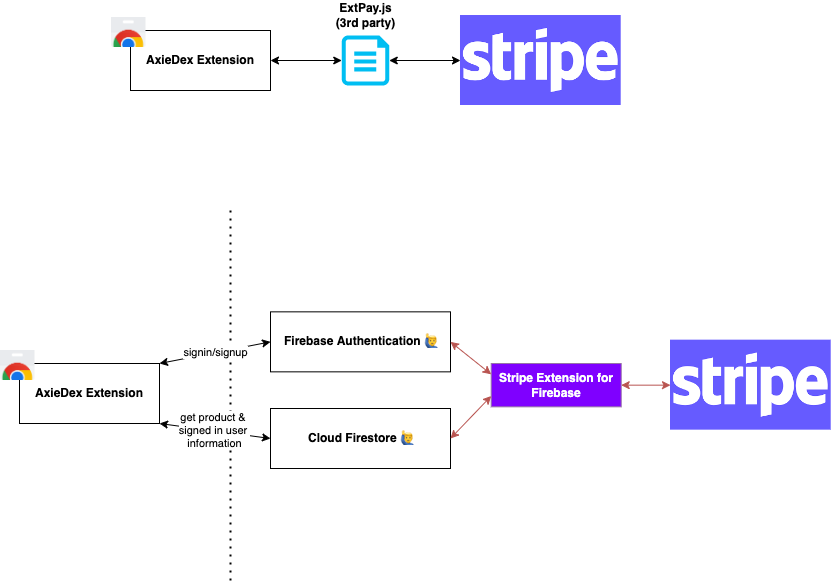 ExtPay.js
(3rd party)
AxieDex Extension
stripe
signin/signup
Firebase Authentication 🙋‍♂️
AxieDex Extension
Stripe Extension for
Firebase
stripe
get product &
signed in user
information
Cloud Firestore 🙋‍♂️